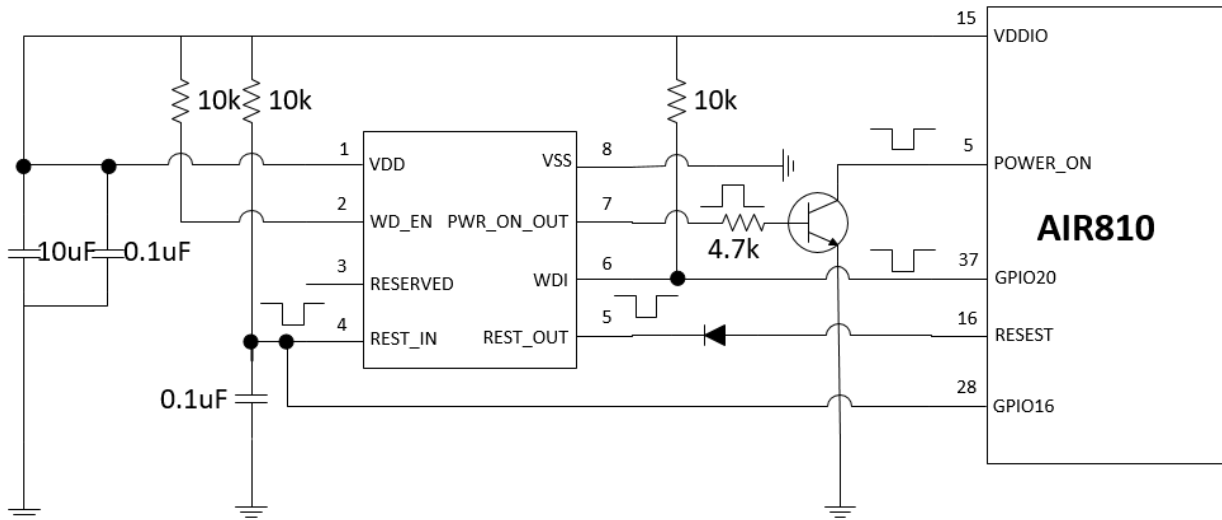 15
VDDIO
10k
10k
10k
1
VDD
VSS
8
5
POWER_ON
2
WD_EN
PWR_ON_OUT
7
4.7k
AIR810
10uF
0.1uF
3
RESERVED
WDI
6
37
GPIO20
4
REST_IN
REST_OUT
5
16
RESEST
0.1uF
28
GPIO16